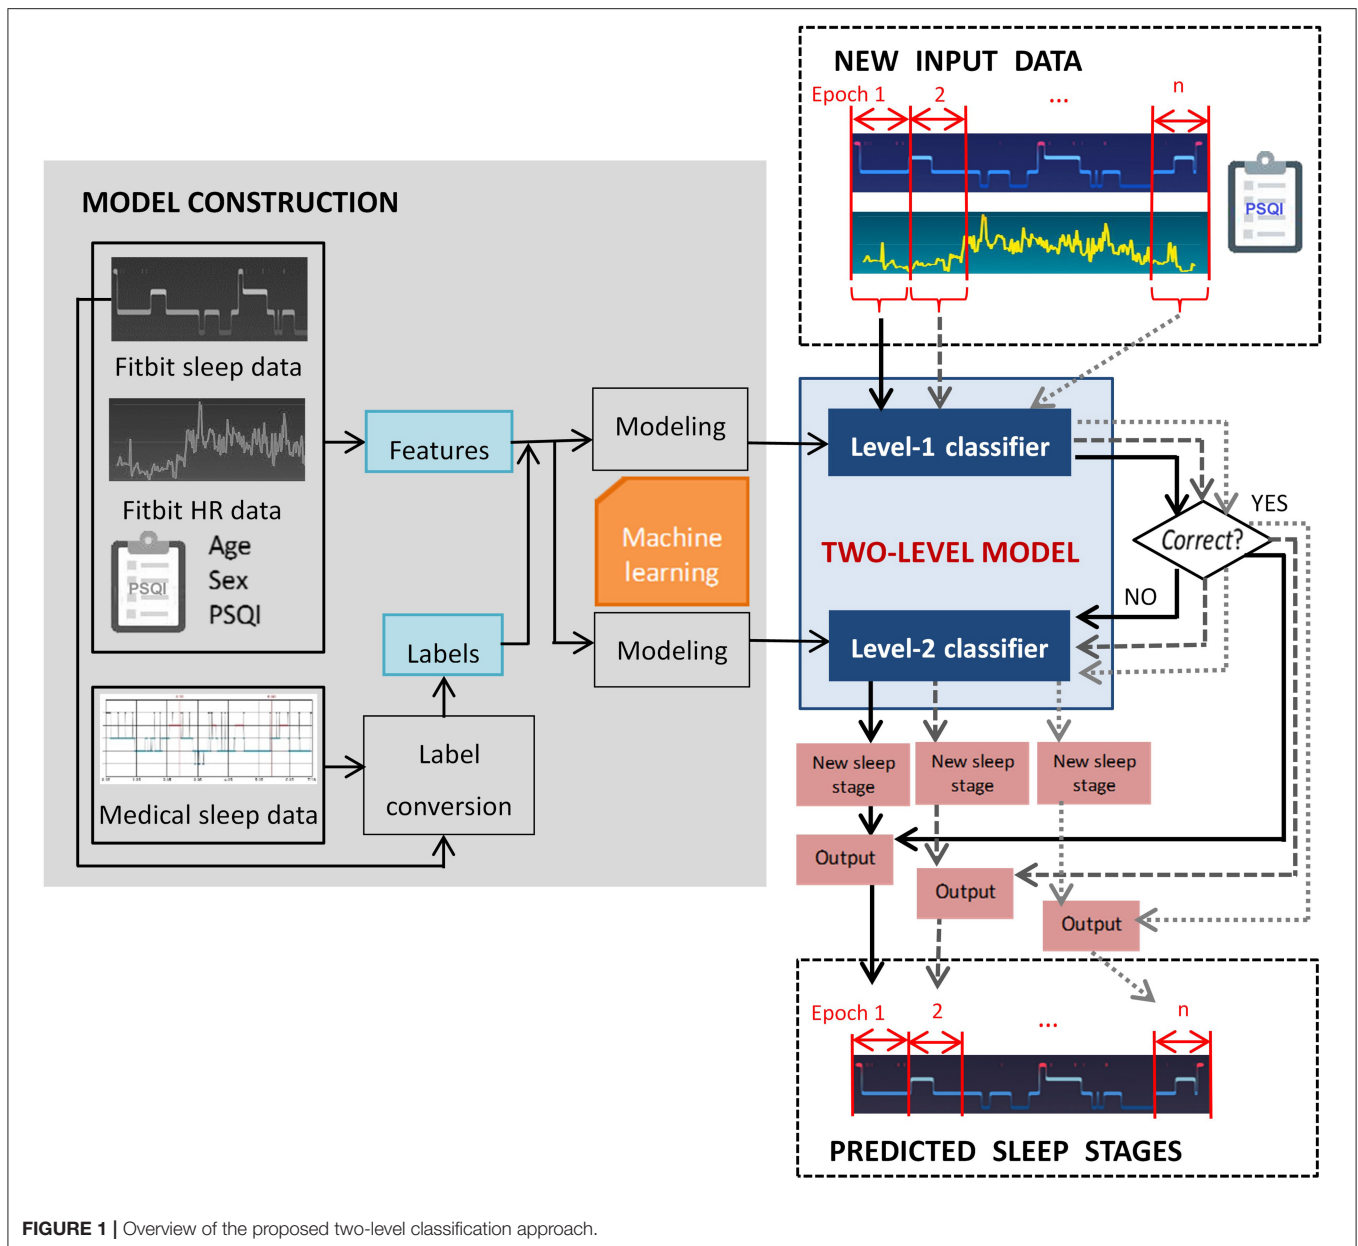 NEW INPUT DATA
Epoch 1
2
...
n
PSQI
MODEL CONSTRUCTION
Fitbit sleep data
Fitbit HR data
PSQI
Age
Sex
PSQI
Medical sleep data
Features
Labels
Label
conversion
Modeling
Machine
learning
Modeling
Level-1 classifier
TWO-LEVEL MODEL
Level-2 classifier
Correct?
YES
NO
New sleep
stage
New sleep
stage
New sleep
stage
Output
Output
Output
Epoch 1
2
...
n
PREDICTED SLEEP STAGES
FIGURE 1 | Overview of the proposed two-level classification approach.